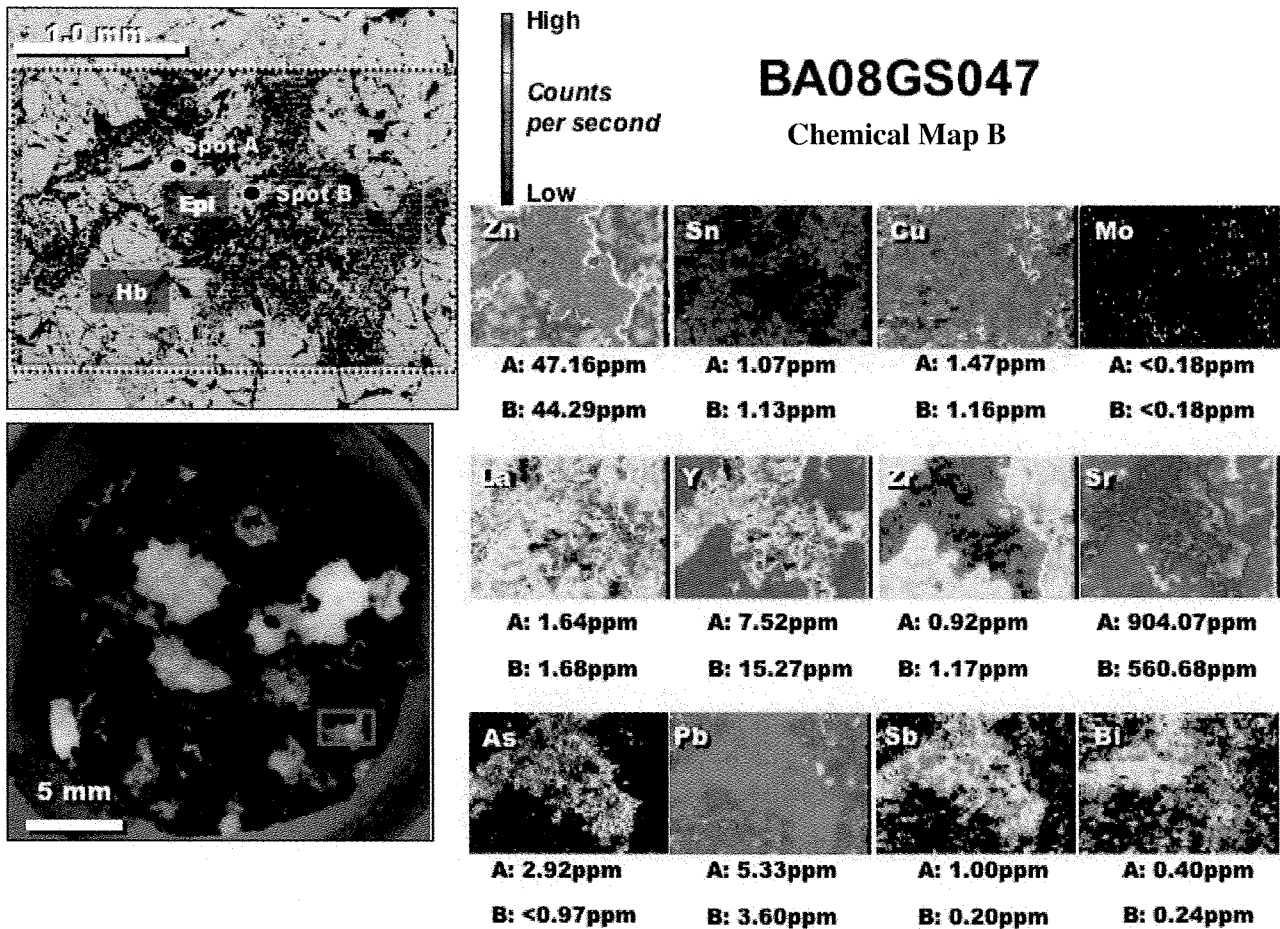 1.0 mm
Spot A
Spot B
Epi
Hb
5 mm
High
Counts
per second
Low
BA08GS047
Chemical Map B
Zn Sn Cu Mo
A: 47.16ppm A: 1.07ppm A: 1.47ppm A: <0.18ppm
B: 44.29ppm B: 1.13ppm B: 1.16ppm B: <0.18ppm
La Y Zr Sr
A: 1.64ppm A: 7.52ppm A: 0.92ppm A: 904.07ppm
B: 1.68ppm B: 15.27ppm B: 1.17ppm B: 560.68ppm
As Pb Sb Bi
A: 2.92ppm A: 5.33ppm A: 1.00ppm A: 0.40ppm
B: <0.97ppm B: 3.60ppm B: 0.20ppm B: 0.24ppm